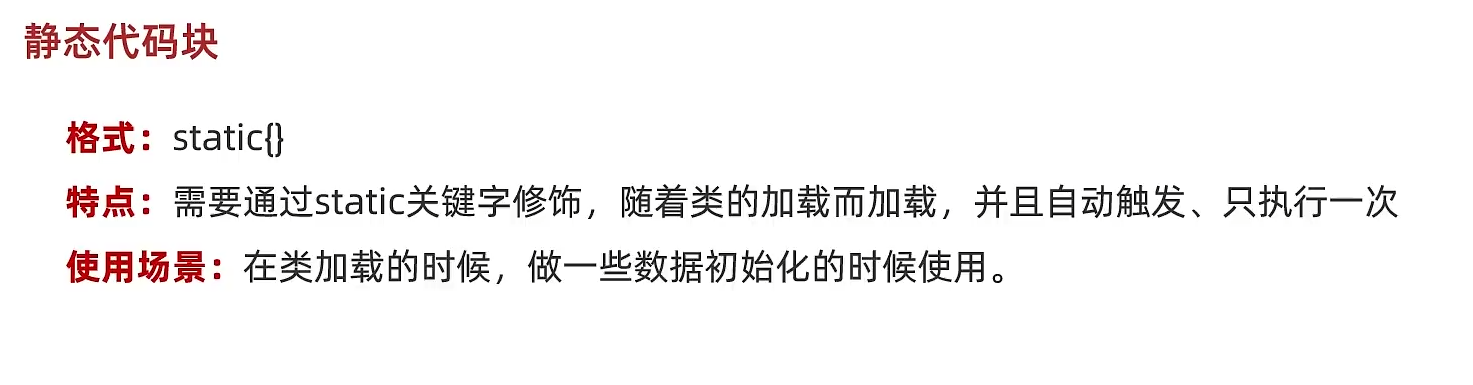 静态代码块
格式：static{}
特点：需要通过static关键字修饰，随着类的加载而加载，并且自动触发、只执行一次
使用场景：在类加载的时候，做一些数据初始化的时候使用。